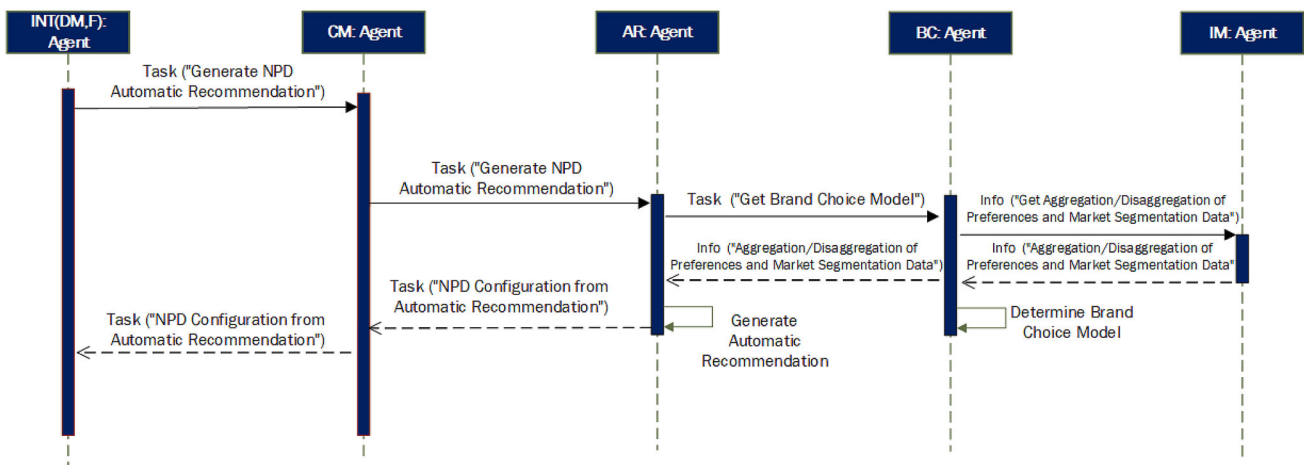 INT(DM,F):
Agent
CM: Agent
AR: Agent
BC: Agent
IM: Agent
Task ("Generate NPD
Automatic Recommendation")
Task ("Generate NPD
Automatic Recommendation")
Task ("Get Brand Choice Model")
Info ("Get Aggregation/Disaggregation of
Preferences and Market Segmentation Data")
Info ("Aggregation/Disaggregation of
Preferences and Market Segmentation Data")
Info ("Aggregation/Disaggregation of
Preferences and Market Segmentation Data"
Task ("NPD Configuration from
Automatic Recommendation")
Task ("NPD Configuration from
Automatic Recommendation")
Generate
Automatic
Recommendation
Determine Brand
Choice Model